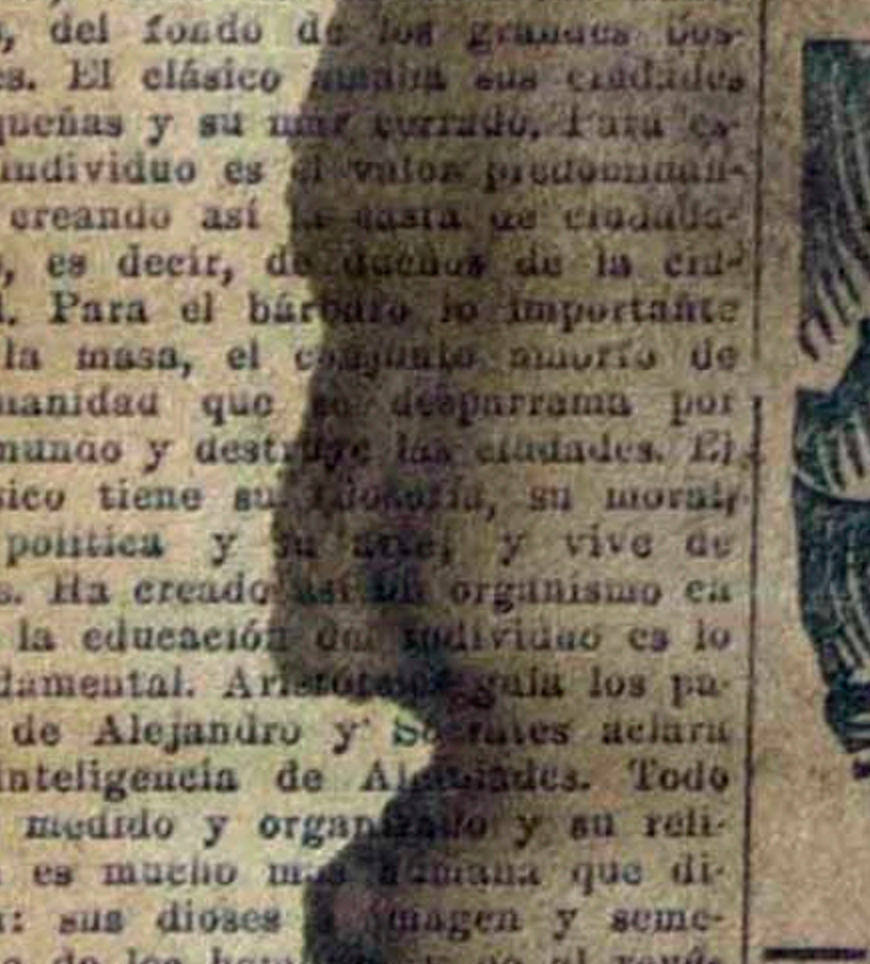 , del fondo de los grandes bos-
es. El clásico amaba sus ciudades
queñas y su mar cerrado. Para es-
individuo es el valor predominan-
creando así la casta de ciudada-
, es decir, de dueños de la ciu-
. Para el bárbaro lo importante
la masa, el conjunto amorfo de
manidad que se desparrama por
mundo y destruye las ciudades. El
sico tiene su filosofía, su moral,
política y su arte, y vive de
s. Ha creado así un organismo en
la educación del individuo es lo
damental. Aristóteles guía los pa-
de Alejandro y Sócrates aclara
inteligencia de Alcibíades. Todo
medido y organizado y su reli-
es mucho más humana que di-
: sus dioses a imagen y seme-
de los